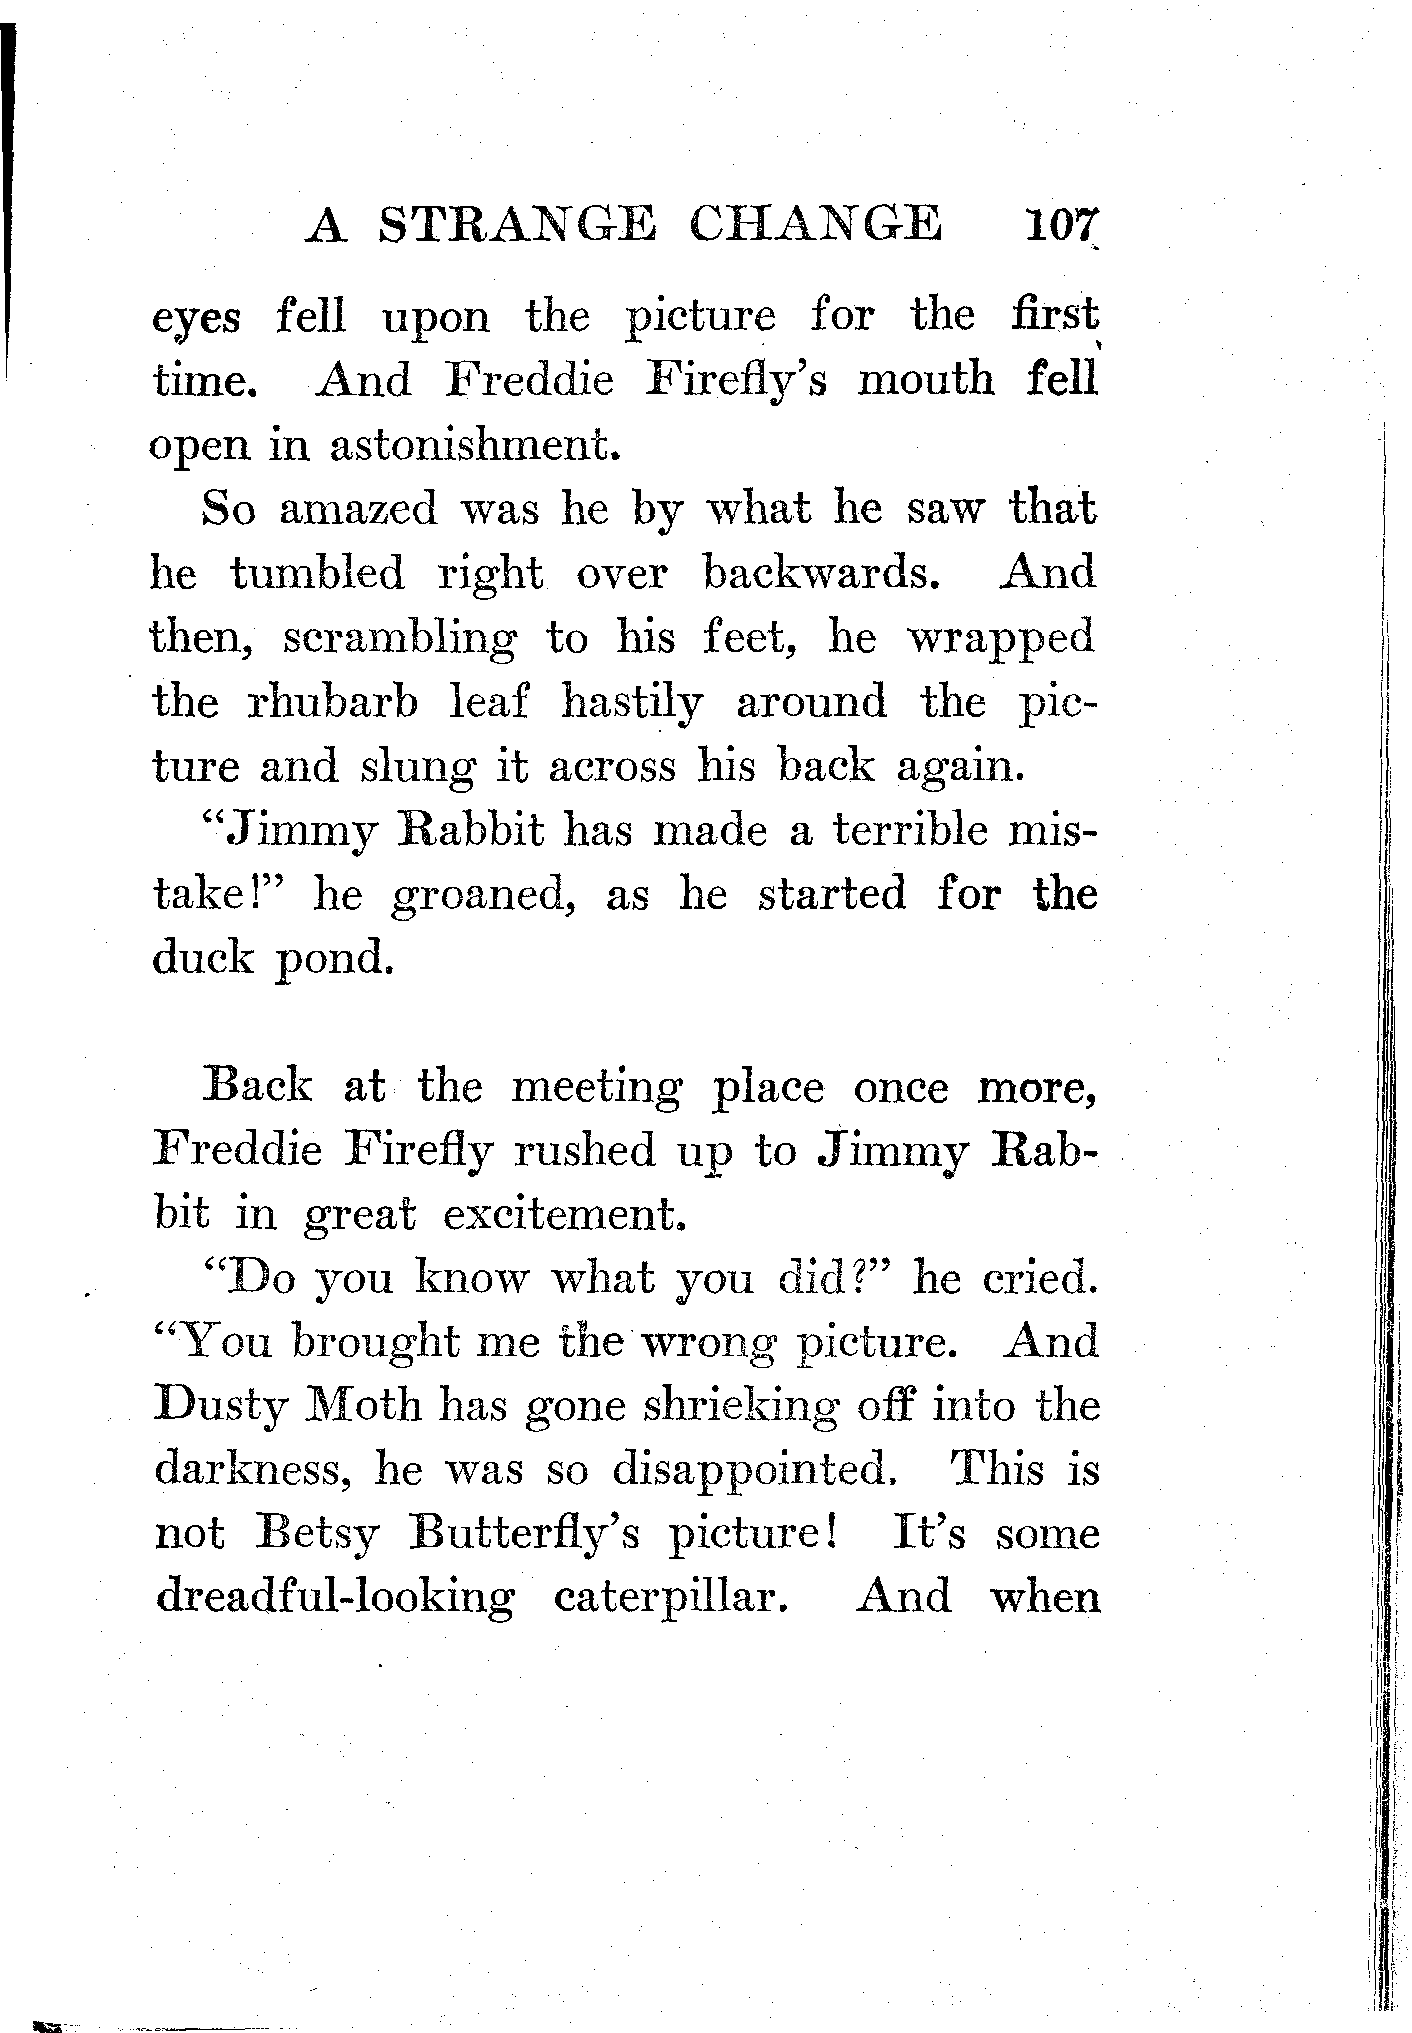 A STRANGE CHANGE 107
eyes fell upon the picture for the first
time. And Freddie Firefly's mouth fell
open in astonishment.
So amazed was he by what he saw that
he tumbled right over backwards. And
then, scrambling to his feet, he wrapped
the rhubarb leaf hastily around the pic-
ture and slung it across his back again.
“Jimmy Rabbit has made a terrible mis-
take!” he groaned, as he started for the
duck pond.
Back at the meeting place once more,
Freddie Firefly rushed up to Jimmy Rab-
bit in great excitement.
“Do you know what you did?” he cried.
“You brought me the wrong picture. And
Dusty Moth has gone shrieking off into the
darkness, he was so disappointed. This is
not Betsy Butterfly's picture! It's some
dreadful-looking caterpillar. And when